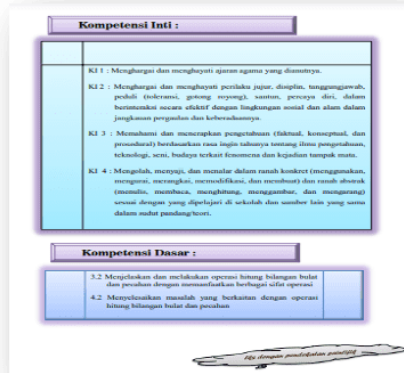 Kompetensi Inti :
KI 1 : Menghargai dan menghayati ajaran agama yang dianutnya.
KI 2 : Menghargai dan menghayati perilaku jujur, disiplin, tanggungjawab,
peduli (toleransi, gotong royong), santun, percaya diri, dalam
berinteraksi secara efektif dengan lingkungan sosial dan alam dalam
jangkauan pergaulan dan keberadaannya.
KI 3 : Memahami dan menerapkan pengetahuan (faktual, konseptual, dan
prosedural) berdasarkan rasa ingin tahunya tentang ilmu pengetahuan,
teknologi, seni, budaya terkait fenomena dan kejadian tampak mata.
KI 4 : Mengolah, menyaji, dan menalar dalam ranah konkret (menggunakan,
mengurai, merangkai, memodifikasi, dan membuat) dan ranah abstrak
(menulis, membaca, menghitung, menggambar, dan mengarang)
sesuai dengan yang dipelajari di sekolah dan sumber lain yang sama
dalam sudut pandang/teori.
Kompetensi Dasar :
3.2 Menjelaskan dan melakukan operasi hitung bilangan bulat
dan pecahan dengan memanfaatkan berbagai sifat operasi
4.2 Menyelesaikan masalah yang berkaitan dengan operasi
hitung bilangan bulat dan pecahan
dengan pendekatan